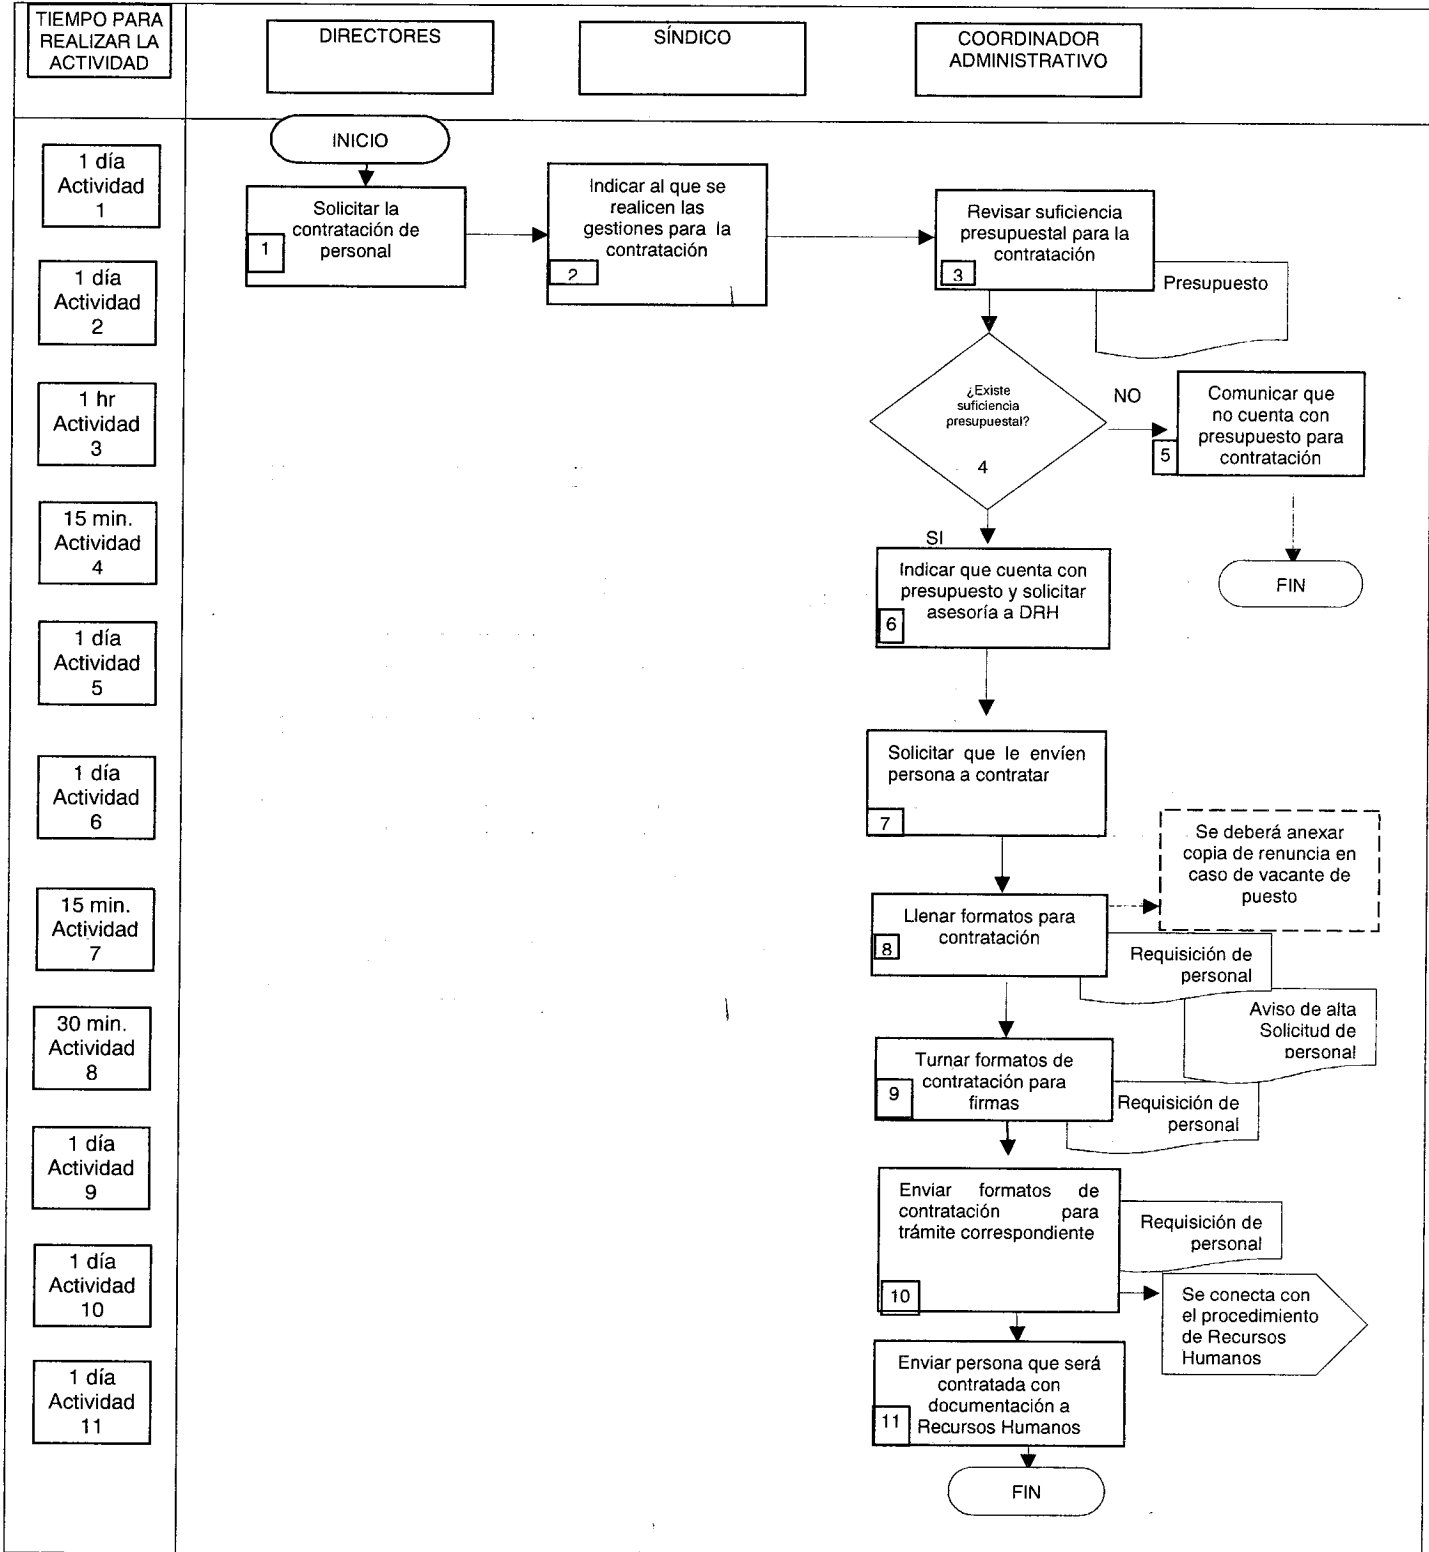 TIEMPO PARA
REALIZAR LA
ACTIVIDAD
DIRECTORES
SÍNDICO
COORDINADOR
ADMINISTRATIVO
INICIO
1 día
Actividad
1
Solicitar la
contratación de
personal
1
Indicar al que se
realicen las
gestiones para la
contratación
2
Revisar suficiencia
presupuestal para la
contratación
3
Presupuesto
1 día
Actividad
2
1 hr
Actividad
3
¿Existe
suficiencia
presupuestal?
4
NO
Comunicar que
no cuenta con
presupuesto para
contratación
5
FIN
15 min.
Actividad
4
SI
Indicar que cuenta con
presupuesto y solicitar
asesoría a DRH
6
1 día
Actividad
5
1 día
Actividad
6
Solicitar que le envíen
persona a contratar
7
Se deberá anexar
copia de renuncia en
caso de vacante de
puesto
15 min.
Actividad
7
Llenar formatos para
contratación
8
Requisición de
personal
Aviso de alta
Solicitud de
personal
30 min.
Actividad
8
Turnar formatos de
contratación para
firmas
9
Requisición de
personal
1 día
Actividad
9
Enviar formatos de
contratación para
trámite correspondiente
10
Requisición de
personal
Se conecta con
el procedimiento
de Recursos
Humanos
1 día
Actividad
10
1 día
Actividad
11
Enviar persona que será
contratada con
documentación a
Recursos Humanos
11
FIN